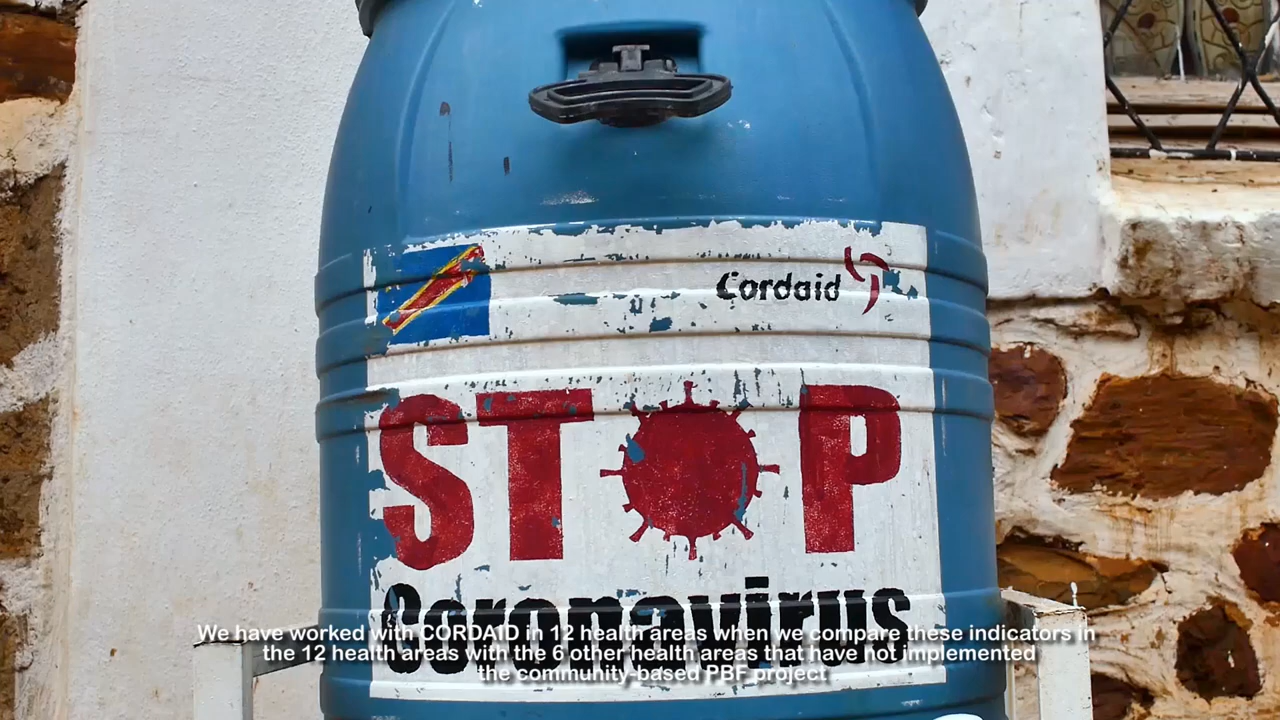 Cordaid
STOP
Coronavirus
We have worked with CORDAID in 12 health areas when we compare these indicators in
the 12 health areas with the 6 other health areas that have not implemented
the community-based PBF project